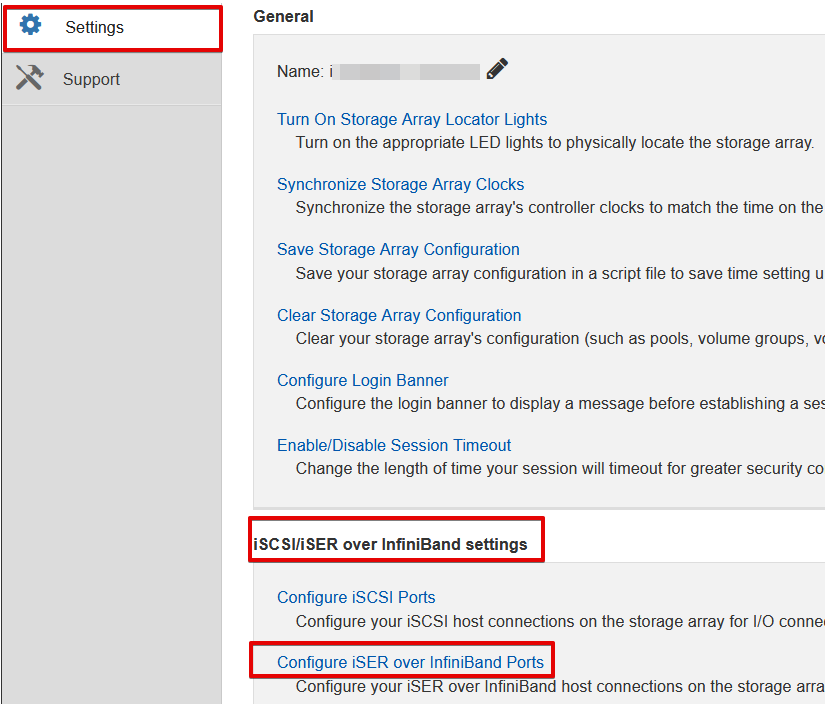 Settings
Support
General
Name: i
Turn On Storage Array Locator Lights
Turn on the appropriate LED lights to physically locate the storage array.
Synchronize Storage Array Clocks
Synchronize the storage array's controller clocks to match the time on the
Save Storage Array Configuration
Save your storage array configuration in a script file to save time setting u
Clear Storage Array Configuration
Clear your storage array's configuration (such as pools, volume groups, vo
Configure Login Banner
Configure the login banner to display a message before establishing a ses
Enable/Disable Session Timeout
Change the length of time your session will timeout for greater security co
iSCSI/iSER over InfiniBand settings
Configure iSCSI Ports
Configure your iSCSI host connections on the storage array for I/O connec
Configure iSER over InfiniBand Ports
Configure your iSER over InfiniBand host connections on the storage arra